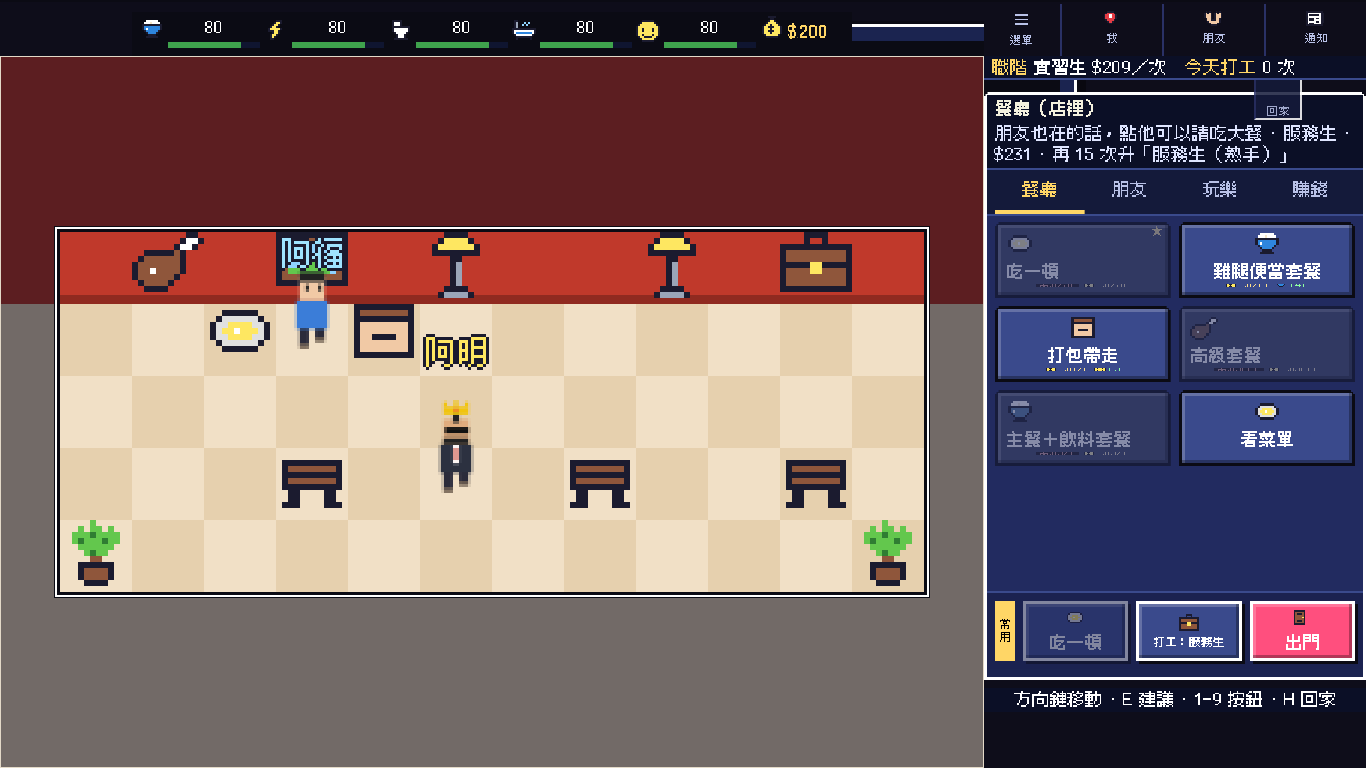 80 80 80 80 80 $200
選單 我 朋友 通知
職階 實習生 $209／次 今天打工 0 次
回家
餐廳（店裡）
朋友也在的話，點他可以請吃大餐 · 服務生 ·
$231 · 再 15 次升「服務生（熟手）」
餐廳 朋友 玩樂 賺錢
吃一頓
雞腿便當套餐
打包帶走
高級套餐
主餐＋飲料套餐
看菜單
阿明
常用
吃一頓
打工：服務生
出門
方向鍵移動 · E 建議 · 1-9 按鈕 · H 回家